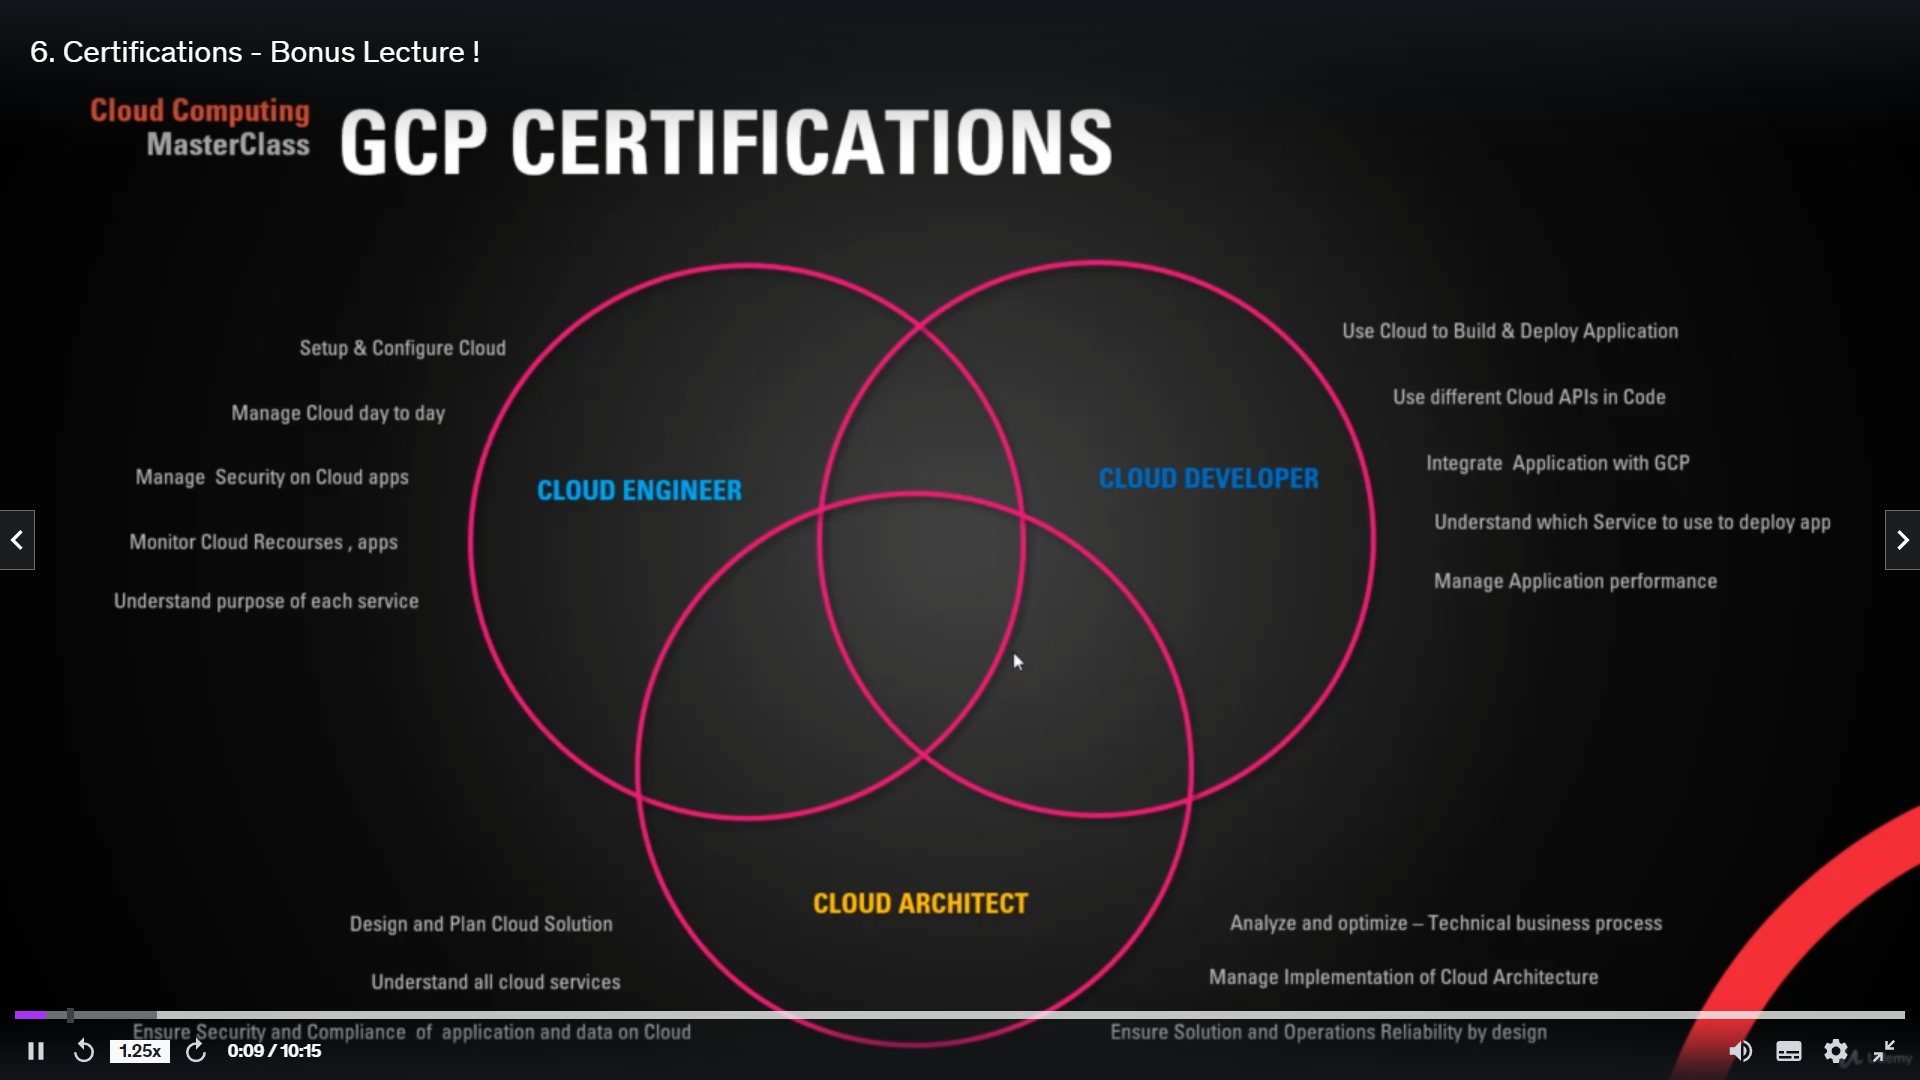 6. Certifications - Bonus Lecture !
Cloud Computing
MasterClass
GCP CERTIFICATIONS
Setup & Configure Cloud
Manage Cloud day to day
Manage  Security on Cloud apps
Monitor Cloud Recourses , apps
Understand purpose of each service
CLOUD ENGINEER
CLOUD DEVELOPER
Use Cloud to Build & Deploy Application
Use different Cloud APIs in Code
Integrate  Application with GCP
Understand which Service to use to deploy app
Manage Application performance
CLOUD ARCHITECT
Design and Plan Cloud Solution
Understand all cloud services
Ensure Security and Compliance  of  application and data on Cloud
Analyze and optimize – Technical business process
Manage Implementation of Cloud Architecture
Ensure Solution and Operations Reliability by design
1.25x
0:09 / 10:15
Udemy